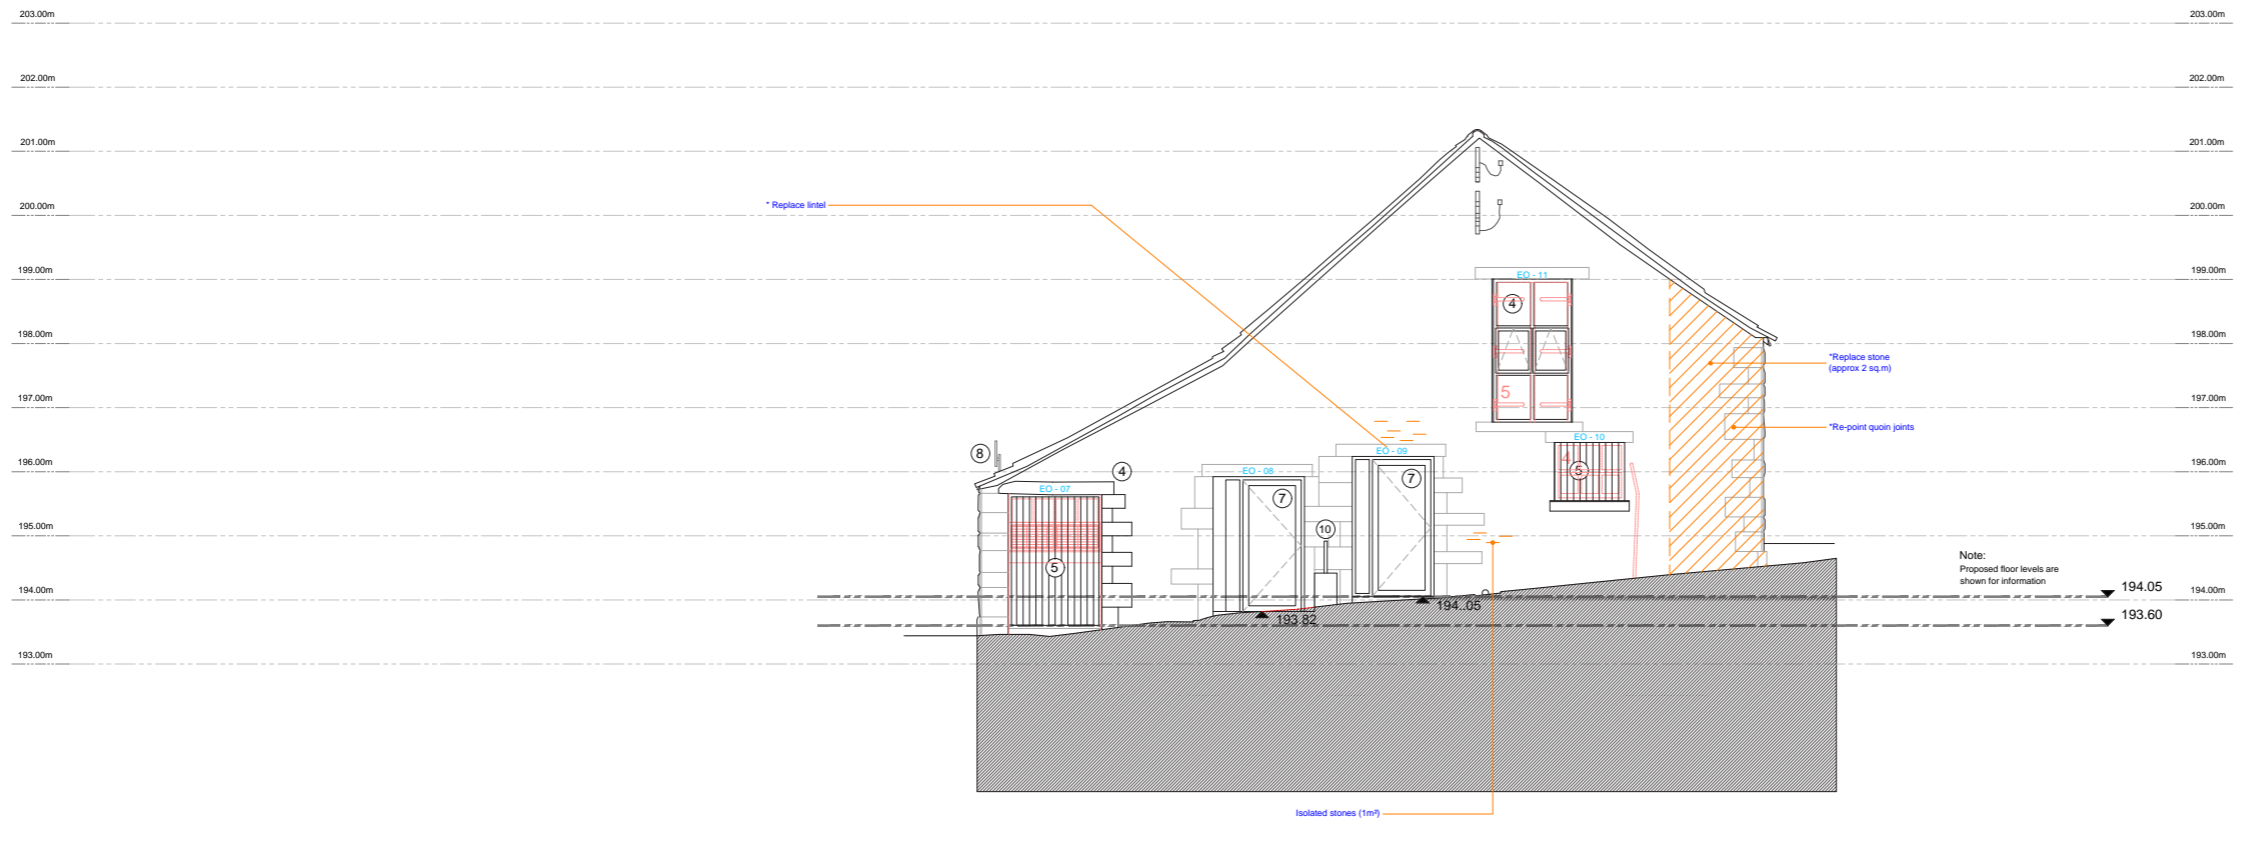 203.00m 203.00m
202.00m 202.00m
201.00m 201.00m
* Replace lintel
200.00m 200.00m
199.00m EO - 11 199.00m
4
198.00m 198.00m
*Replace stone
(approx 2 sq.m)
5
197.00m 197.00m
*Re-point quoin joints
EO - 10
8 EO - 09
4
196.00m 4 EO - 08 5 196.00m
7
EO - 07 7
10
195.00m 195.00m
Note:
Proposed floor levels are
shown for information
5
194.00m 194.05 194.00m
194..05
193.82 193.60
193.00m 193.00m
Isolated stones (1m²)